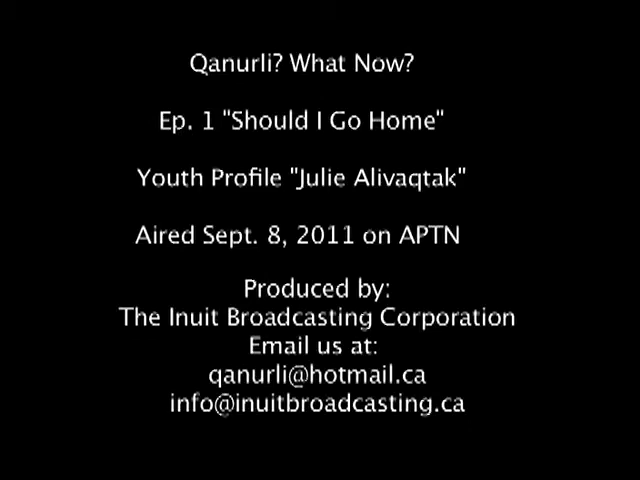 Qanurli? What Now?
Ep. 1 "Should I Go Home"
Youth Profile "Julie Alivaqtak"
Aired Sept. 8, 2011 on APTN
Produced by:
The Inuit Broadcasting Corporation
Email us at:
qanurli@hotmail.ca
info@inuitbroadcasting.ca